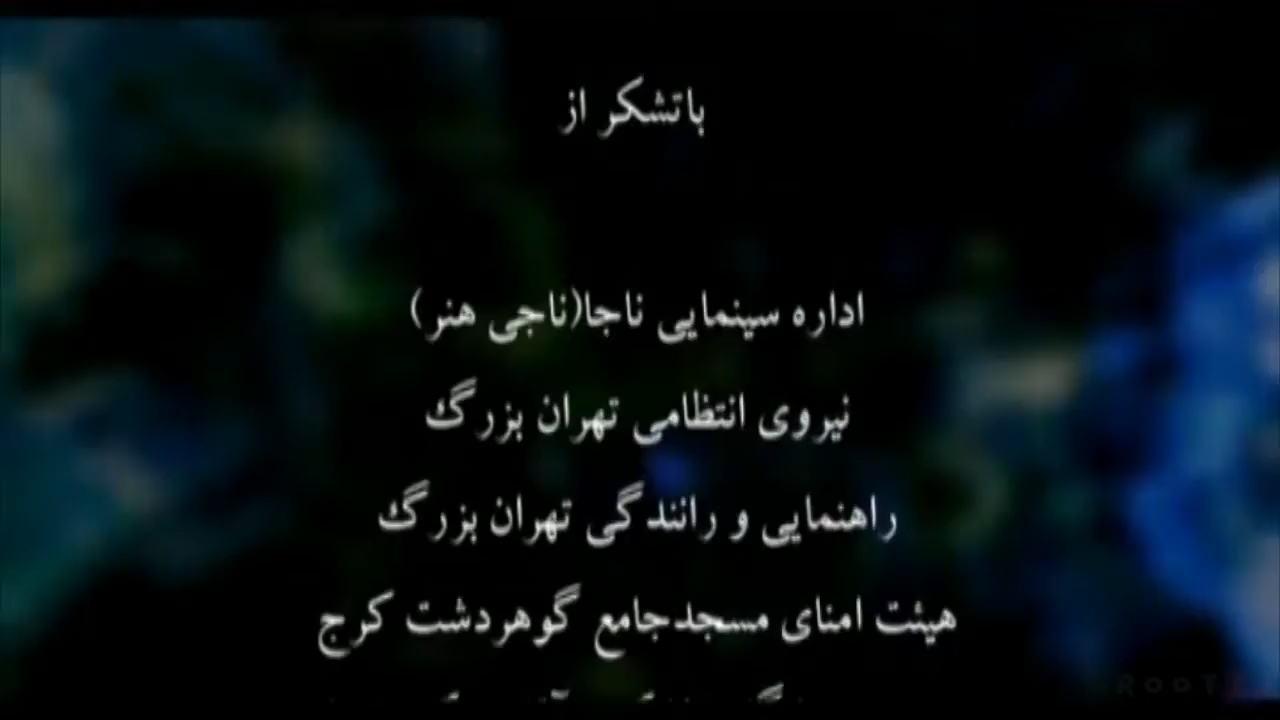 باتشکر از
اداره سینمایی ناجا(ناجی هنر)
نیروی انتظامی تهران بزرگ
راهنمایی و رانندگی تهران بزرگ
هیئت امنای مسجدجامع گوهردشت کرج